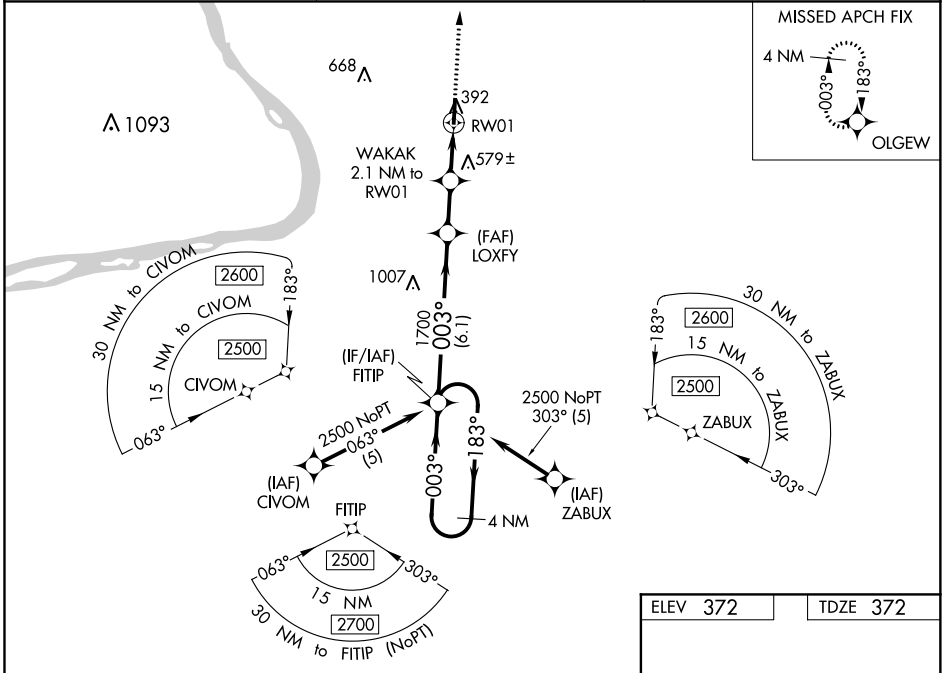 MISSED APCH FIX
4 NM
003°
183°
OLGEW
668
392
1093
RW01
WAKAK
2.1 NM to
RW01
579±
(FAF)
LOXFY
1007
30 NM to CIVOM
2600
183°
15 NM to CIVOM
2500
CIVOM
063°
1700
003°
(6.1)
(IF/IAF)
FITIP
2500 NoPT
063°
(5)
2500 NoPT
303° (5)
003°
183°
4 NM
(IAF)
CIVOM
(IAF)
ZABUX
30 NM to ZABUX
183°
2600
15 NM to ZABUX
2500
ZABUX
303°
FITIP
063°
2500
303°
15 NM
2700
30 NM to FITIP (NoPT)
ELEV 372
TDZE 372